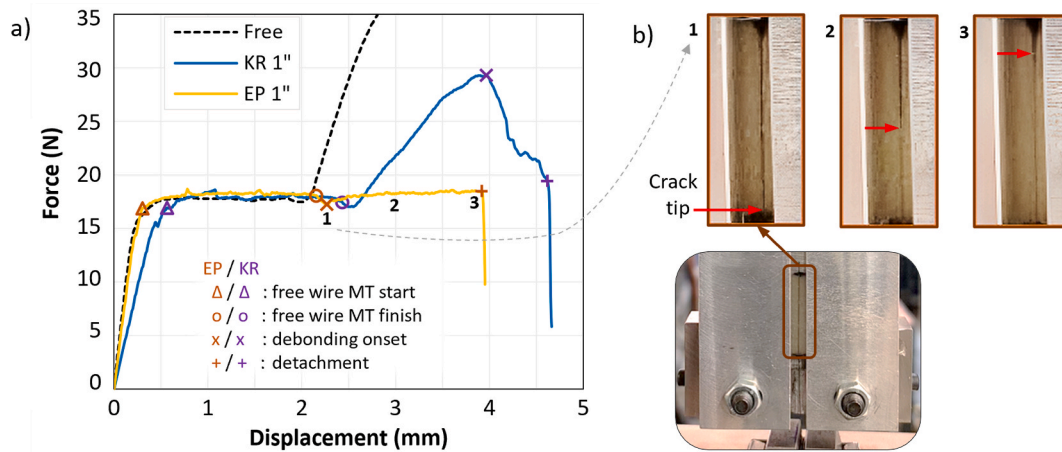 a)
35
30
25
20
15
10
5
0
Force (N)
Free
KR 1"
EP 1"
1
2
3
EP / KR
Δ / Δ : free wire MT start
o / o : free wire MT finish
x / x : debonding onset
+ / + : detachment
0 1 2 3 4 5
Displacement (mm)
b)
1
2
3
Crack
tip